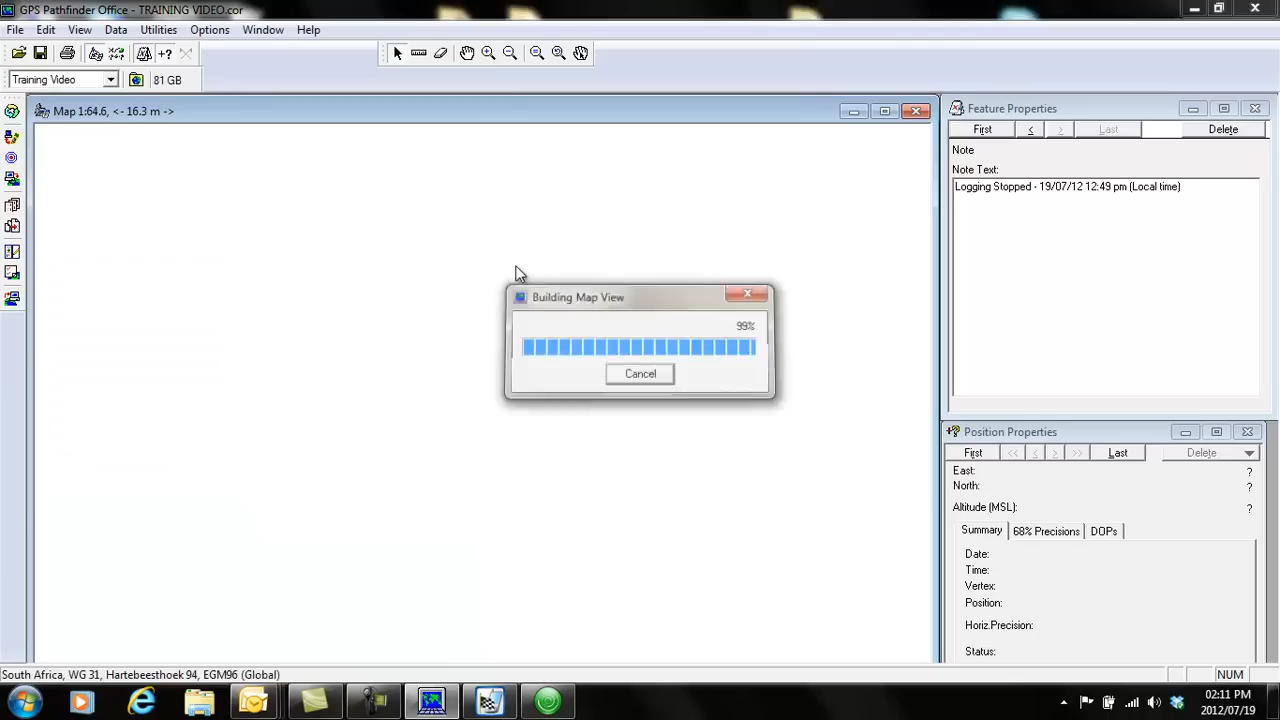 GPS Pathfinder Office - TRAINING VIDEO.cor
File Edit View Data Utilities Options Window Help
Training Video 81 GB
Map 1:64.6, <- 16.3 m ->
Feature Properties
First < > Last Delete
Note
Note Text:
Logging Stopped - 19/07/12 12:49 pm (Local time)
Building Map View
99%
Cancel
Position Properties
First << < > >> Last Delete
East: ?
North: ?
Altitude (MSL): ?
Summary 68% Precisions DOPs
Date:
Time:
Vertex:
Position:
Horiz.Precision:
Status:
South Africa, WG 31, Hartebeesthoek 94, EGM96 (Global) NUM
02:11 PM
2012/07/19